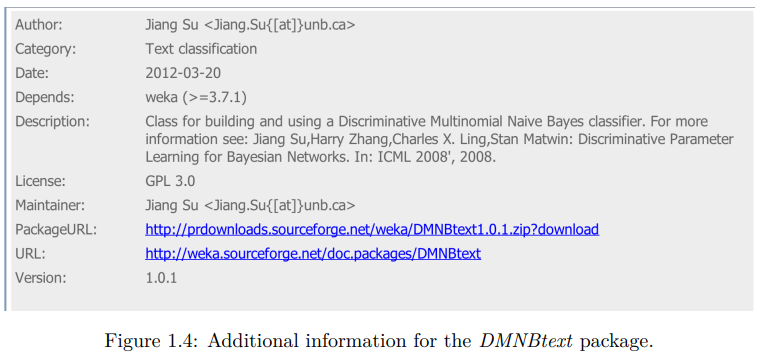 Author: Jiang Su <Jiang.Su{[at]}unb.ca>
Category: Text classification
Date: 2012-03-20
Depends: weka (>=3.7.1)
Description: Class for building and using a Discriminative Multinomial Naive Bayes classifier. For more
information see: Jiang Su,Harry Zhang,Charles X. Ling,Stan Matwin: Discriminative Parameter
Learning for Bayesian Networks. In: ICML 2008', 2008.
License: GPL 3.0
Maintainer: Jiang Su <Jiang.Su{[at]}unb.ca>
PackageURL: http://prdownloads.sourceforge.net/weka/DMNBtext1.0.1.zip?download
URL: http://weka.sourceforge.net/doc.packages/DMNBtext
Version: 1.0.1
Figure 1.4: Additional information for the DMNBtext package.